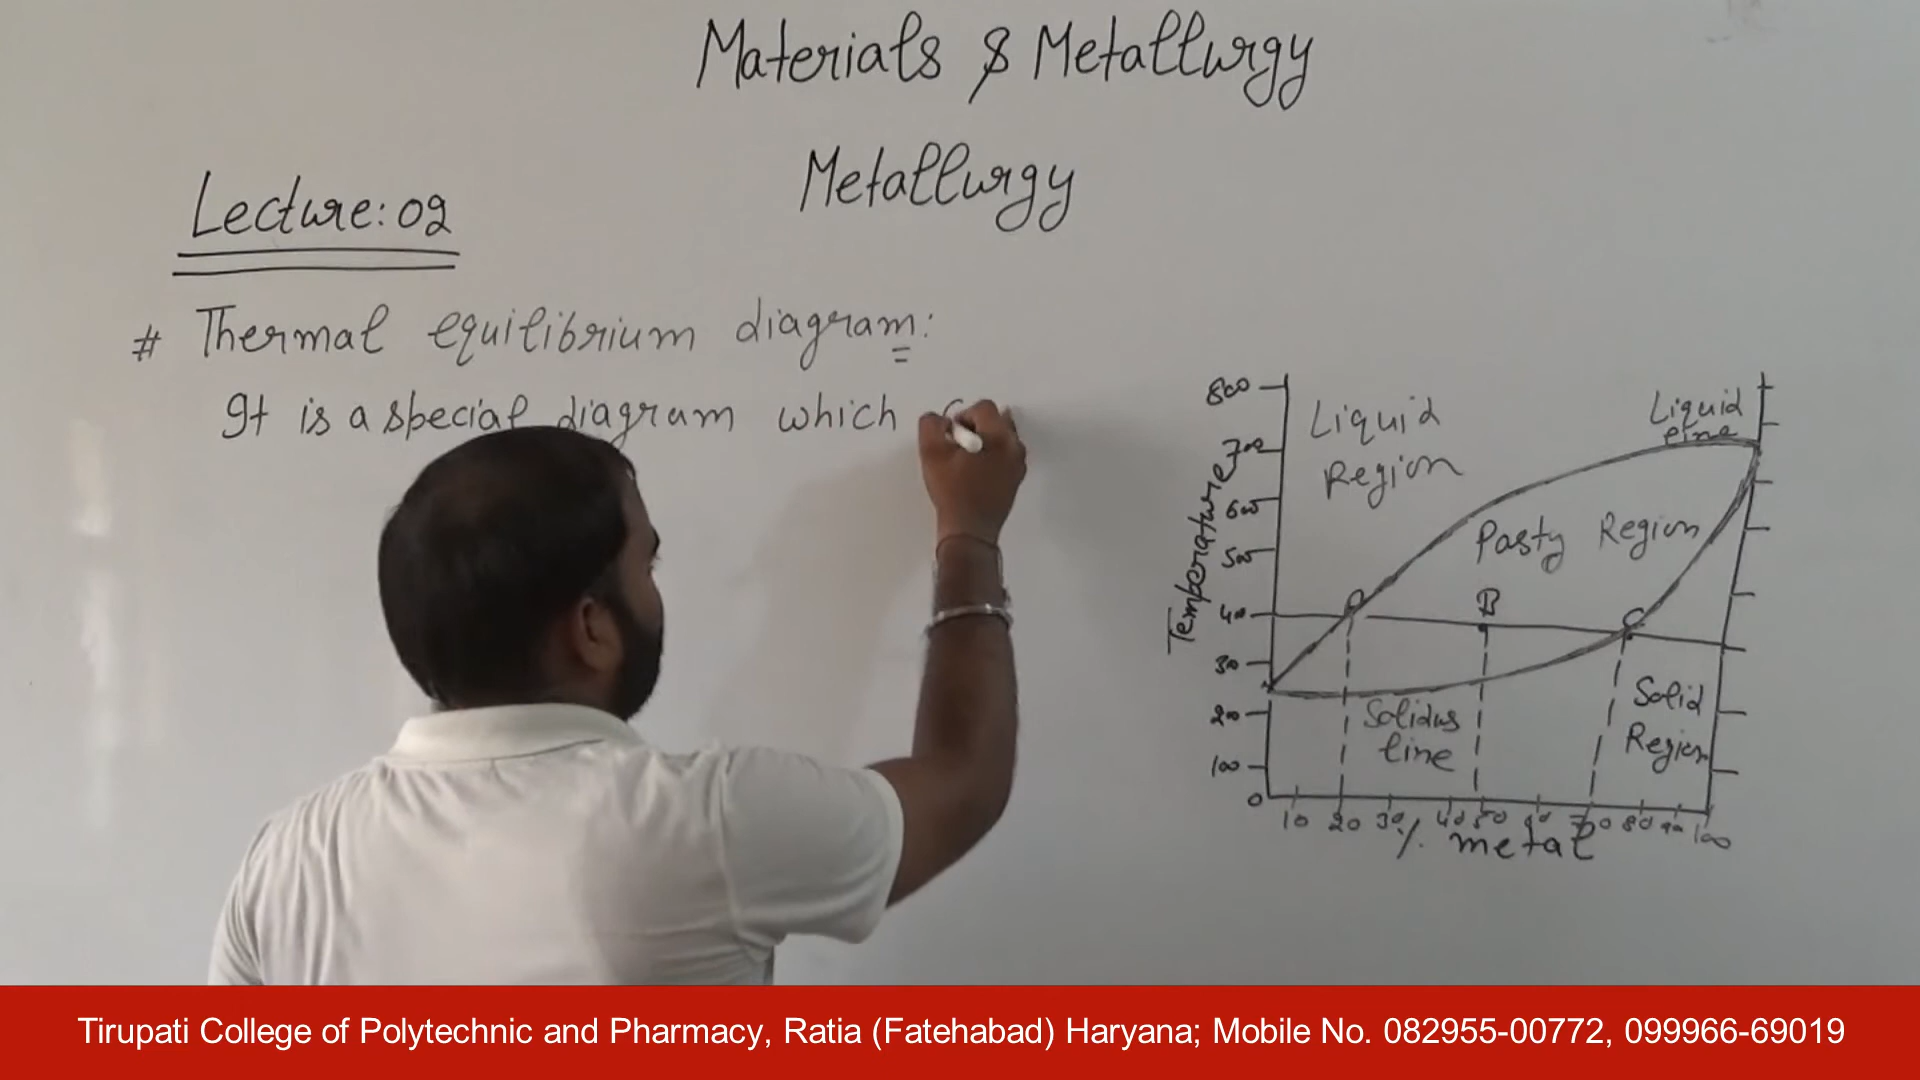 Materials & Metallurgy
Metallurgy
Lecture: 02
# Thermal equilibrium diagram:
It is a special diagram which
800
700
600
500
400
300
200
100
0
Temperature
Liquid
Region
Liquid
line
Pasty Region
B
C
Solidus
line
Solid
Region
10 20 30 40 50 60 70 80 90 100
% metal
Tirupati College of Polytechnic and Pharmacy, Ratia (Fatehabad) Haryana; Mobile No. 082955-00772, 099966-69019